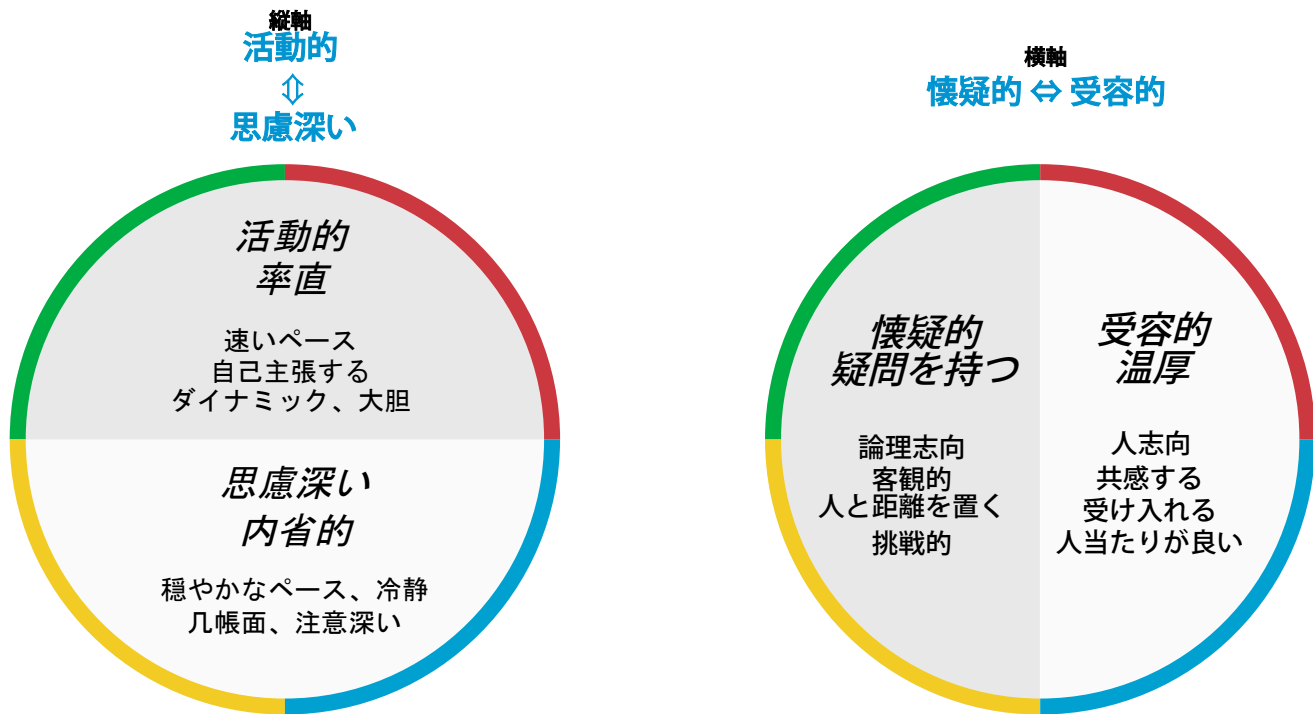 縦軸
活動的
⇕
思慮深い
活動的
率直
速いペース
自己主張する
ダイナミック、大胆
思慮深い
内省的
穏やかなペース、冷静
几帳面、注意深い
横軸
懐疑的 ⇔ 受容的
懐疑的
疑問を持つ
論理志向
客観的
人と距離を置く
挑戦的
受容的
温厚
人志向
共感する
受け入れる
人当たりが良い